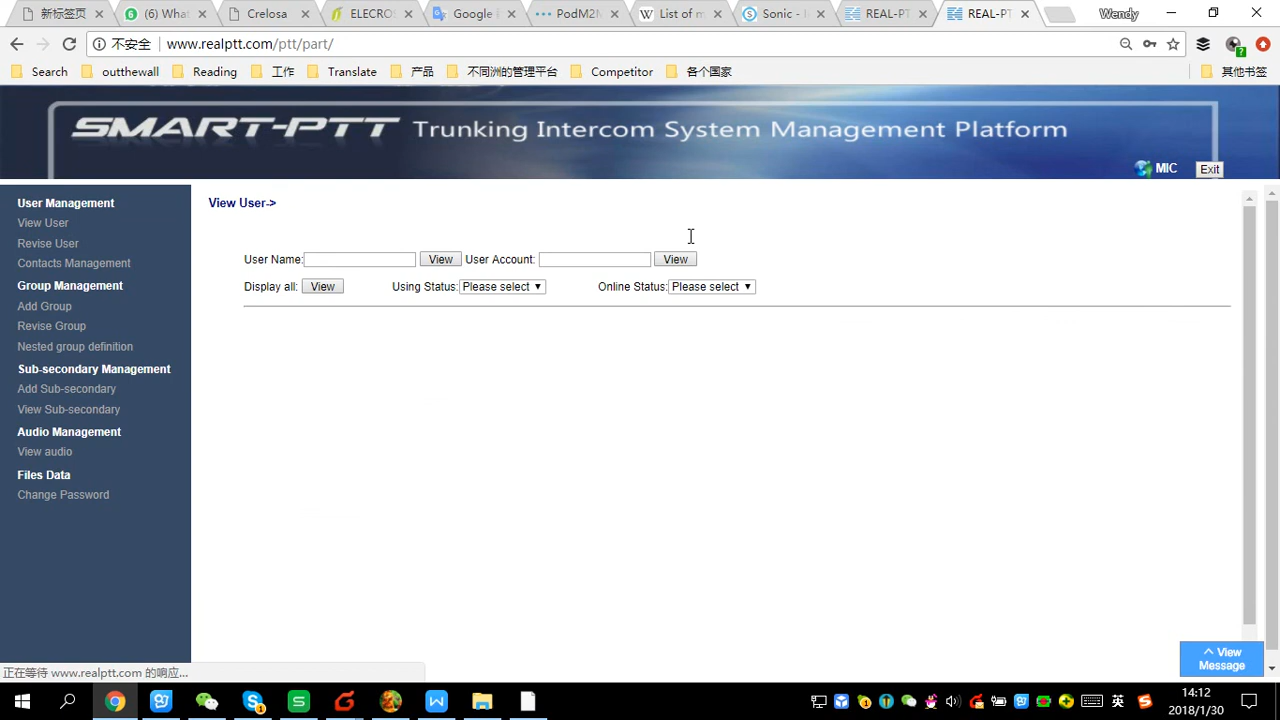 新标签页
(6) What
Crelosa
ELECRO
Google
PodM2M
List of m
Sonic - I
REAL-PT
REAL-PT
Wendy
不安全 www.realptt.com/ptt/part/
Search outthewall Reading 工作 Translate 产品 不同洲的管理平台 Competitor 各个国家 其他书签
SMART-PTT Trunking Intercom System Management Platform
MIC Exit
User Management
View User
Revise User
Contacts Management
Group Management
Add Group
Revise Group
Nested group definition
Sub-secondary Management
Add Sub-secondary
View Sub-secondary
Audio Management
View audio
Files Data
Change Password
View User->
User Name: View User Account: View
Display all: View Using Status: Please select Online Status: Please select
View
Message
正在等待 www.realptt.com 的响应...
英
14:12
2018/1/30